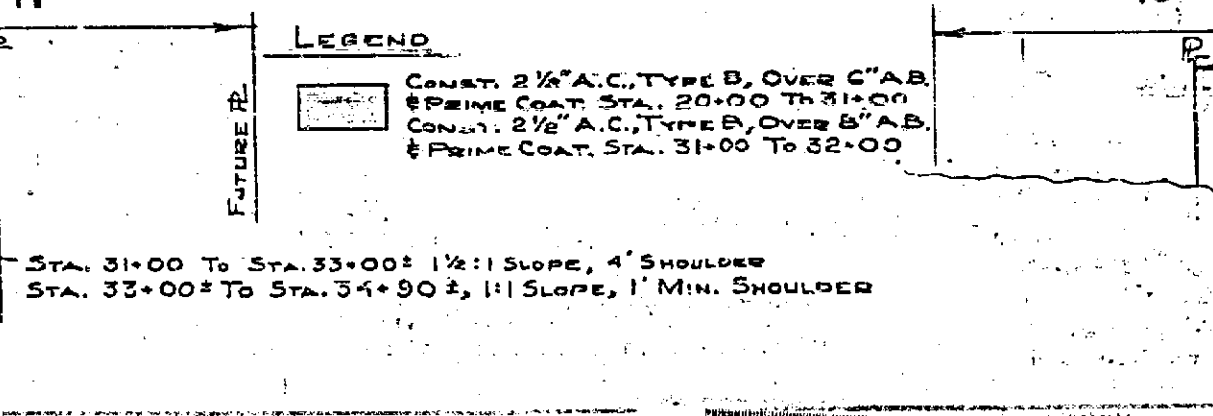 LEGEND
CONST. 2½" A.C., TYPE B, OVER 6" A.B.
& PRIME COAT. STA. 20+00 To 31+00
CONST. 2½" A.C., TYPE B, OVER 8" A.B.
& PRIME COAT. STA. 31+00 To 32+00
FUTURE PL
PL
STA. 31+00 To STA. 33+00± 1½:1 SLOPE, 4' SHOULDER
STA. 33+00± To STA. 34+90±, 1:1 SLOPE, 1' MIN. SHOULDER